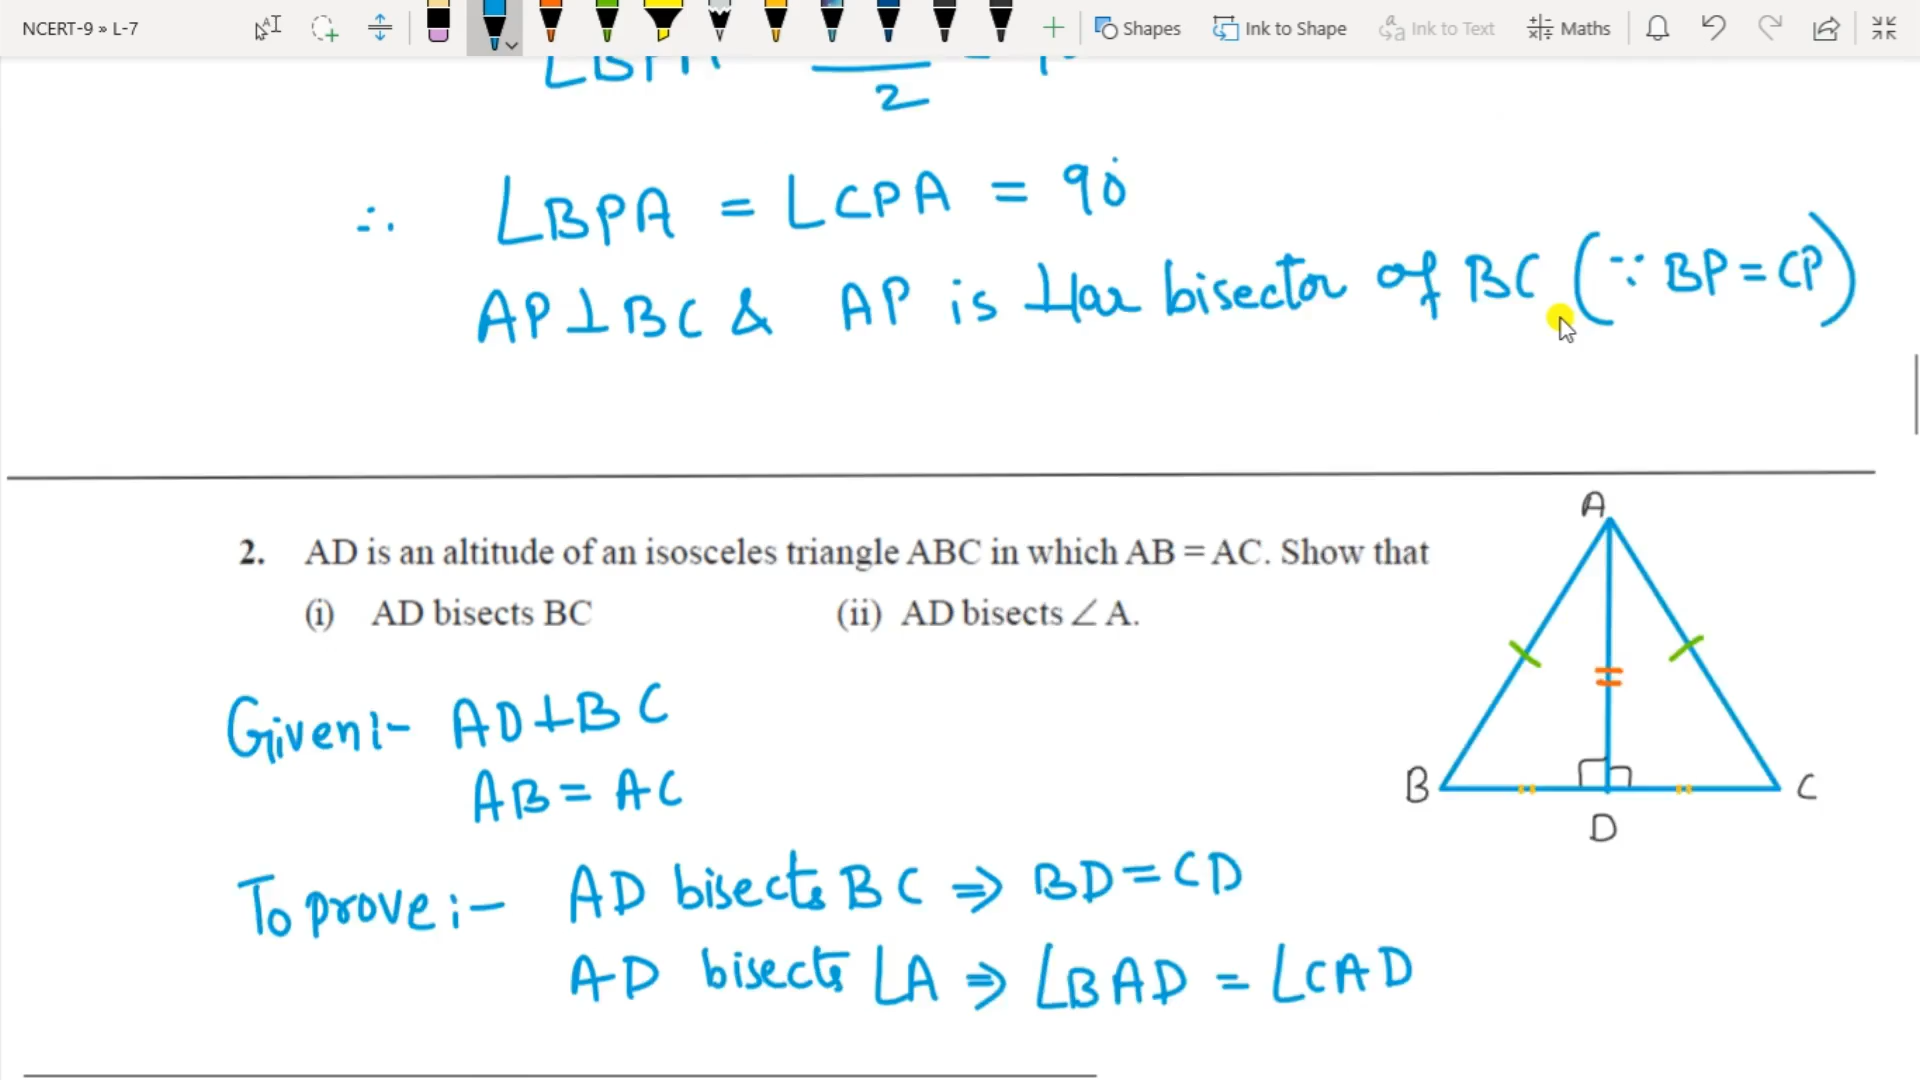 NCERT-9 » L-7
Shapes
Ink to Shape
Ink to Text
Maths
2
∴ ∠BPA = ∠CPA = 90°
AP⊥BC & AP is ⊥lar bisector of BC (∵ BP = CP)
2. AD is an altitude of an isosceles triangle ABC in which AB = AC. Show that
(i) AD bisects BC (ii) AD bisects ∠ A.
A
B
C
D
Given:- AD⊥BC
AB = AC
To prove:- AD bisects BC ⇒ BD = CD
AD bisects ∠A ⇒ ∠BAD = ∠CAD